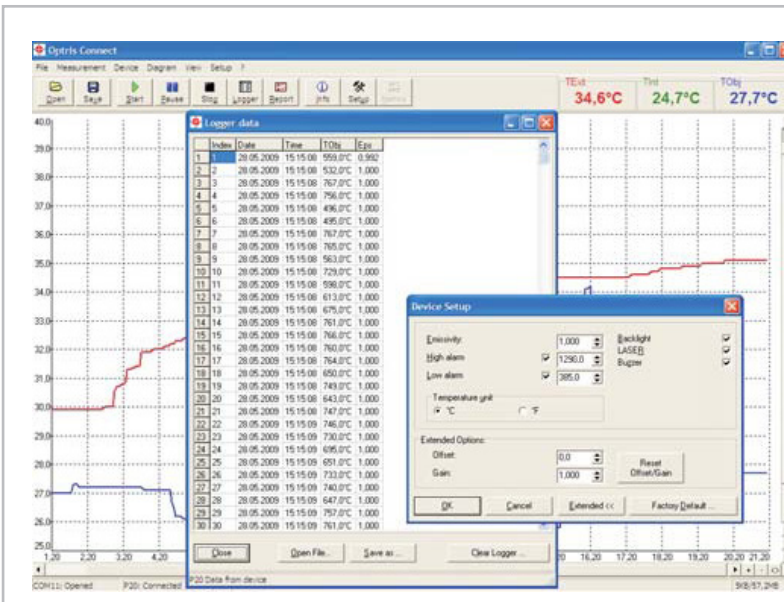 Optris Connect
File Measurement Device Diagram View Setup ?
Open Save Start Pause Stop Logger Report Info Setup
TExt TInt TObj
34,6°C 24,7°C 27,7°C
40.0
39.0
38.0
37.0
36.0
35.0
34.0
33.0
32.0
31.0
30.0
29.0
28.0
27.0
26.0
25.0
1,20 2,20 3,20 4,20
16,20 17,20 18,20 19,20 20,20 21,20
COM11: Opened P20: Connected
5KB/57,2MB
Logger data
Index Date Time TObj Eps
1 1 28.05.2009 15:15:08 559,0°C 0,992
2 2 28.05.2009 15:15:08 532,0°C 1,000
3 3 28.05.2009 15:15:08 767,0°C 1,000
4 4 28.05.2009 15:15:08 756,0°C 1,000
5 5 28.05.2009 15:15:08 496,0°C 1,000
6 6 28.05.2009 15:15:08 495,0°C 1,000
7 7 28.05.2009 15:15:08 767,0°C 1,000
8 8 28.05.2009 15:15:08 765,0°C 1,000
9 9 28.05.2009 15:15:08 563,0°C 1,000
10 10 28.05.2009 15:15:08 729,0°C 1,000
11 11 28.05.2009 15:15:08 598,0°C 1,000
12 12 28.05.2009 15:15:08 613,0°C 1,000
13 13 28.05.2009 15:15:08 675,0°C 1,000
14 14 28.05.2009 15:15:08 761,0°C 1,000
15 15 28.05.2009 15:15:08 766,0°C 1,000
16 16 28.05.2009 15:15:08 760,0°C 1,000
17 17 28.05.2009 15:15:08 764,0°C 1,000
18 18 28.05.2009 15:15:08 650,0°C 1,000
19 19 28.05.2009 15:15:08 749,0°C 1,000
20 20 28.05.2009 15:15:08 643,0°C 1,000
21 21 28.05.2009 15:15:08 747,0°C 1,000
22 22 28.05.2009 15:15:09 746,0°C 1,000
23 23 28.05.2009 15:15:09 730,0°C 1,000
24 24 28.05.2009 15:15:09 695,0°C 1,000
25 25 28.05.2009 15:15:09 651,0°C 1,000
26 26 28.05.2009 15:15:09 733,0°C 1,000
27 27 28.05.2009 15:15:09 740,0°C 1,000
28 28 28.05.2009 15:15:09 647,0°C 1,000
29 29 28.05.2009 15:15:09 757,0°C 1,000
30 30 28.05.2009 15:15:09 761,0°C 1,000
Close Open File... Save as ... Clear Logger ...
P20 Data from device
Device Setup
Emissivity: 1,000 Backlight
LASER
High alarm 1290,0 Buzzer
Low alarm 385,0
Temperature unit
°C °F
Extended Options:
Offset: 0,0
Gain: 1,000
Reset
Offset/Gain
OK Cancel Extended << Factory Default ...